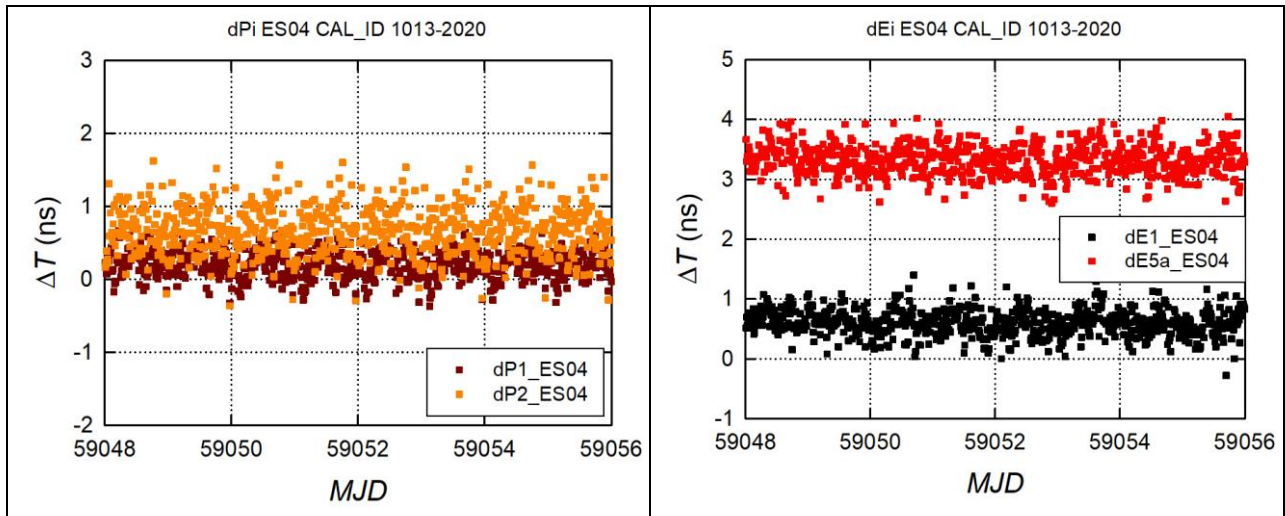 dPi ES04 CAL_ID 1013-2020
3
2
1
0
-1
-2
ΔT (ns)
dP1_ES04
dP2_ES04
59048 59050 59052 59054 59056
MJD
dEi ES04 CAL_ID 1013-2020
5
4
3
2
1
0
-1
ΔT (ns)
dE1_ES04
dE5a_ES04
59048 59050 59052 59054 59056
MJD